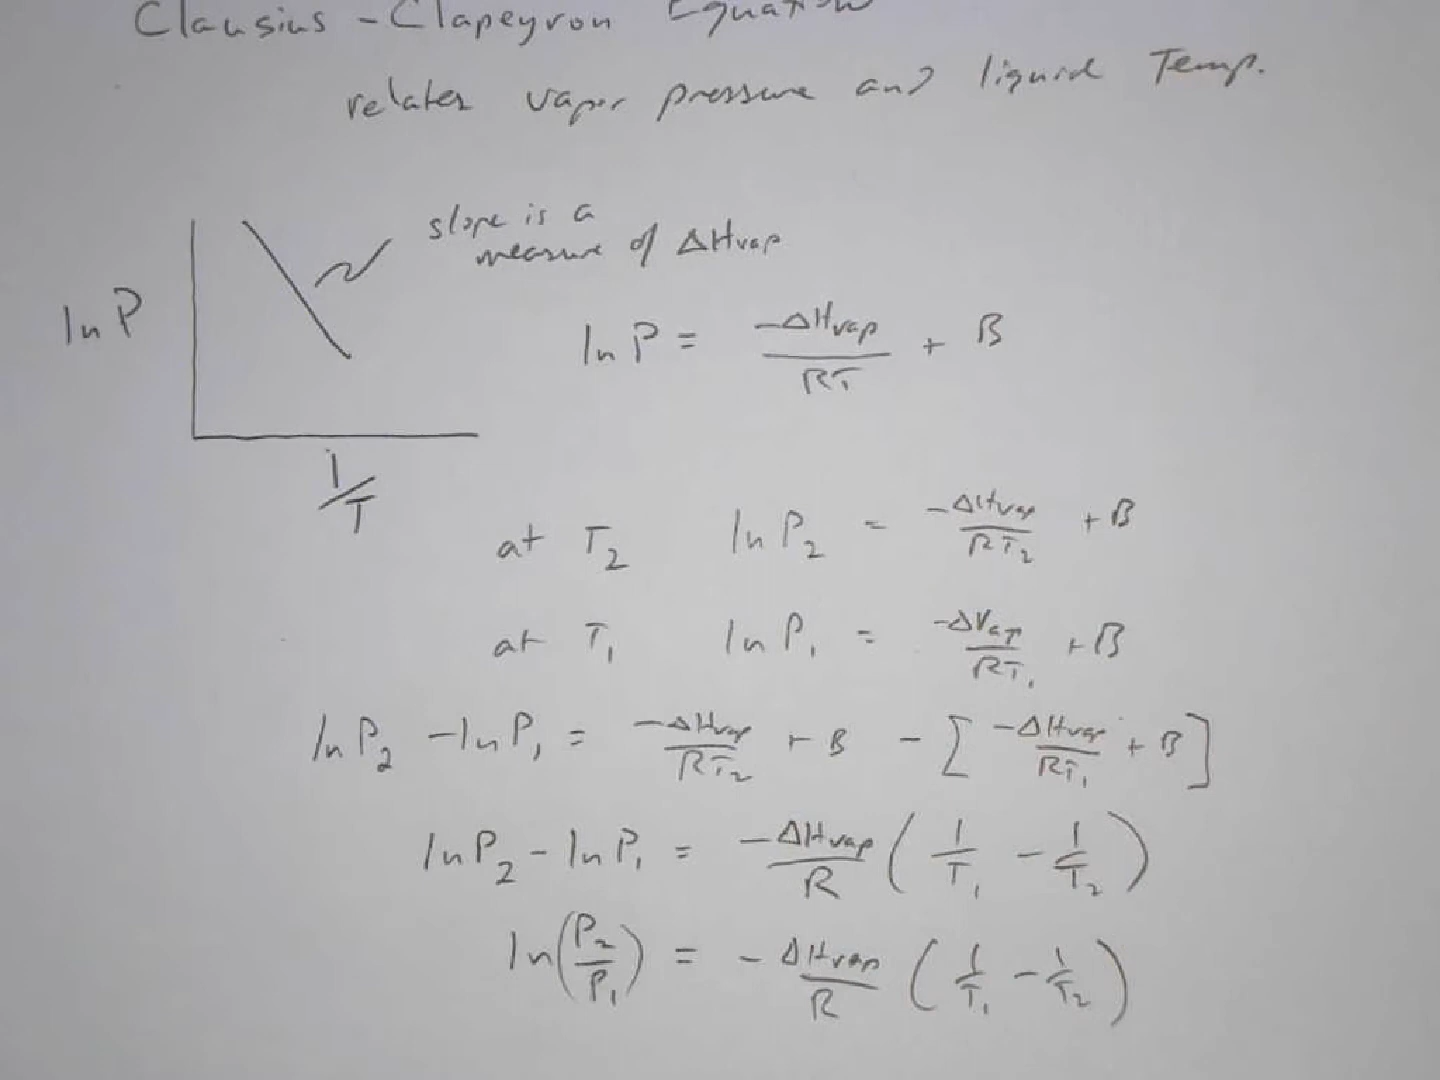 Clausius - Clapeyron Equation
relates vapor pressure and liquid Temp.
slope is a
measure of ΔHvap
ln P
1/T
ln P = -ΔHvap/RT + B
at T₂ ln P₂ = -ΔHvap/RT₂ + B
at T₁ ln P₁ = -ΔVap/RT₁ + B
ln P₂ - ln P₁ = -ΔHvap/RT₂ + B - [-ΔHvap/RT₁ + B]
ln P₂ - ln P₁ = -ΔHvap/R (1/T₁ - 1/T₂)
ln(P₂/P₁) = -ΔHvap/R (1/T₁ - 1/T₂)